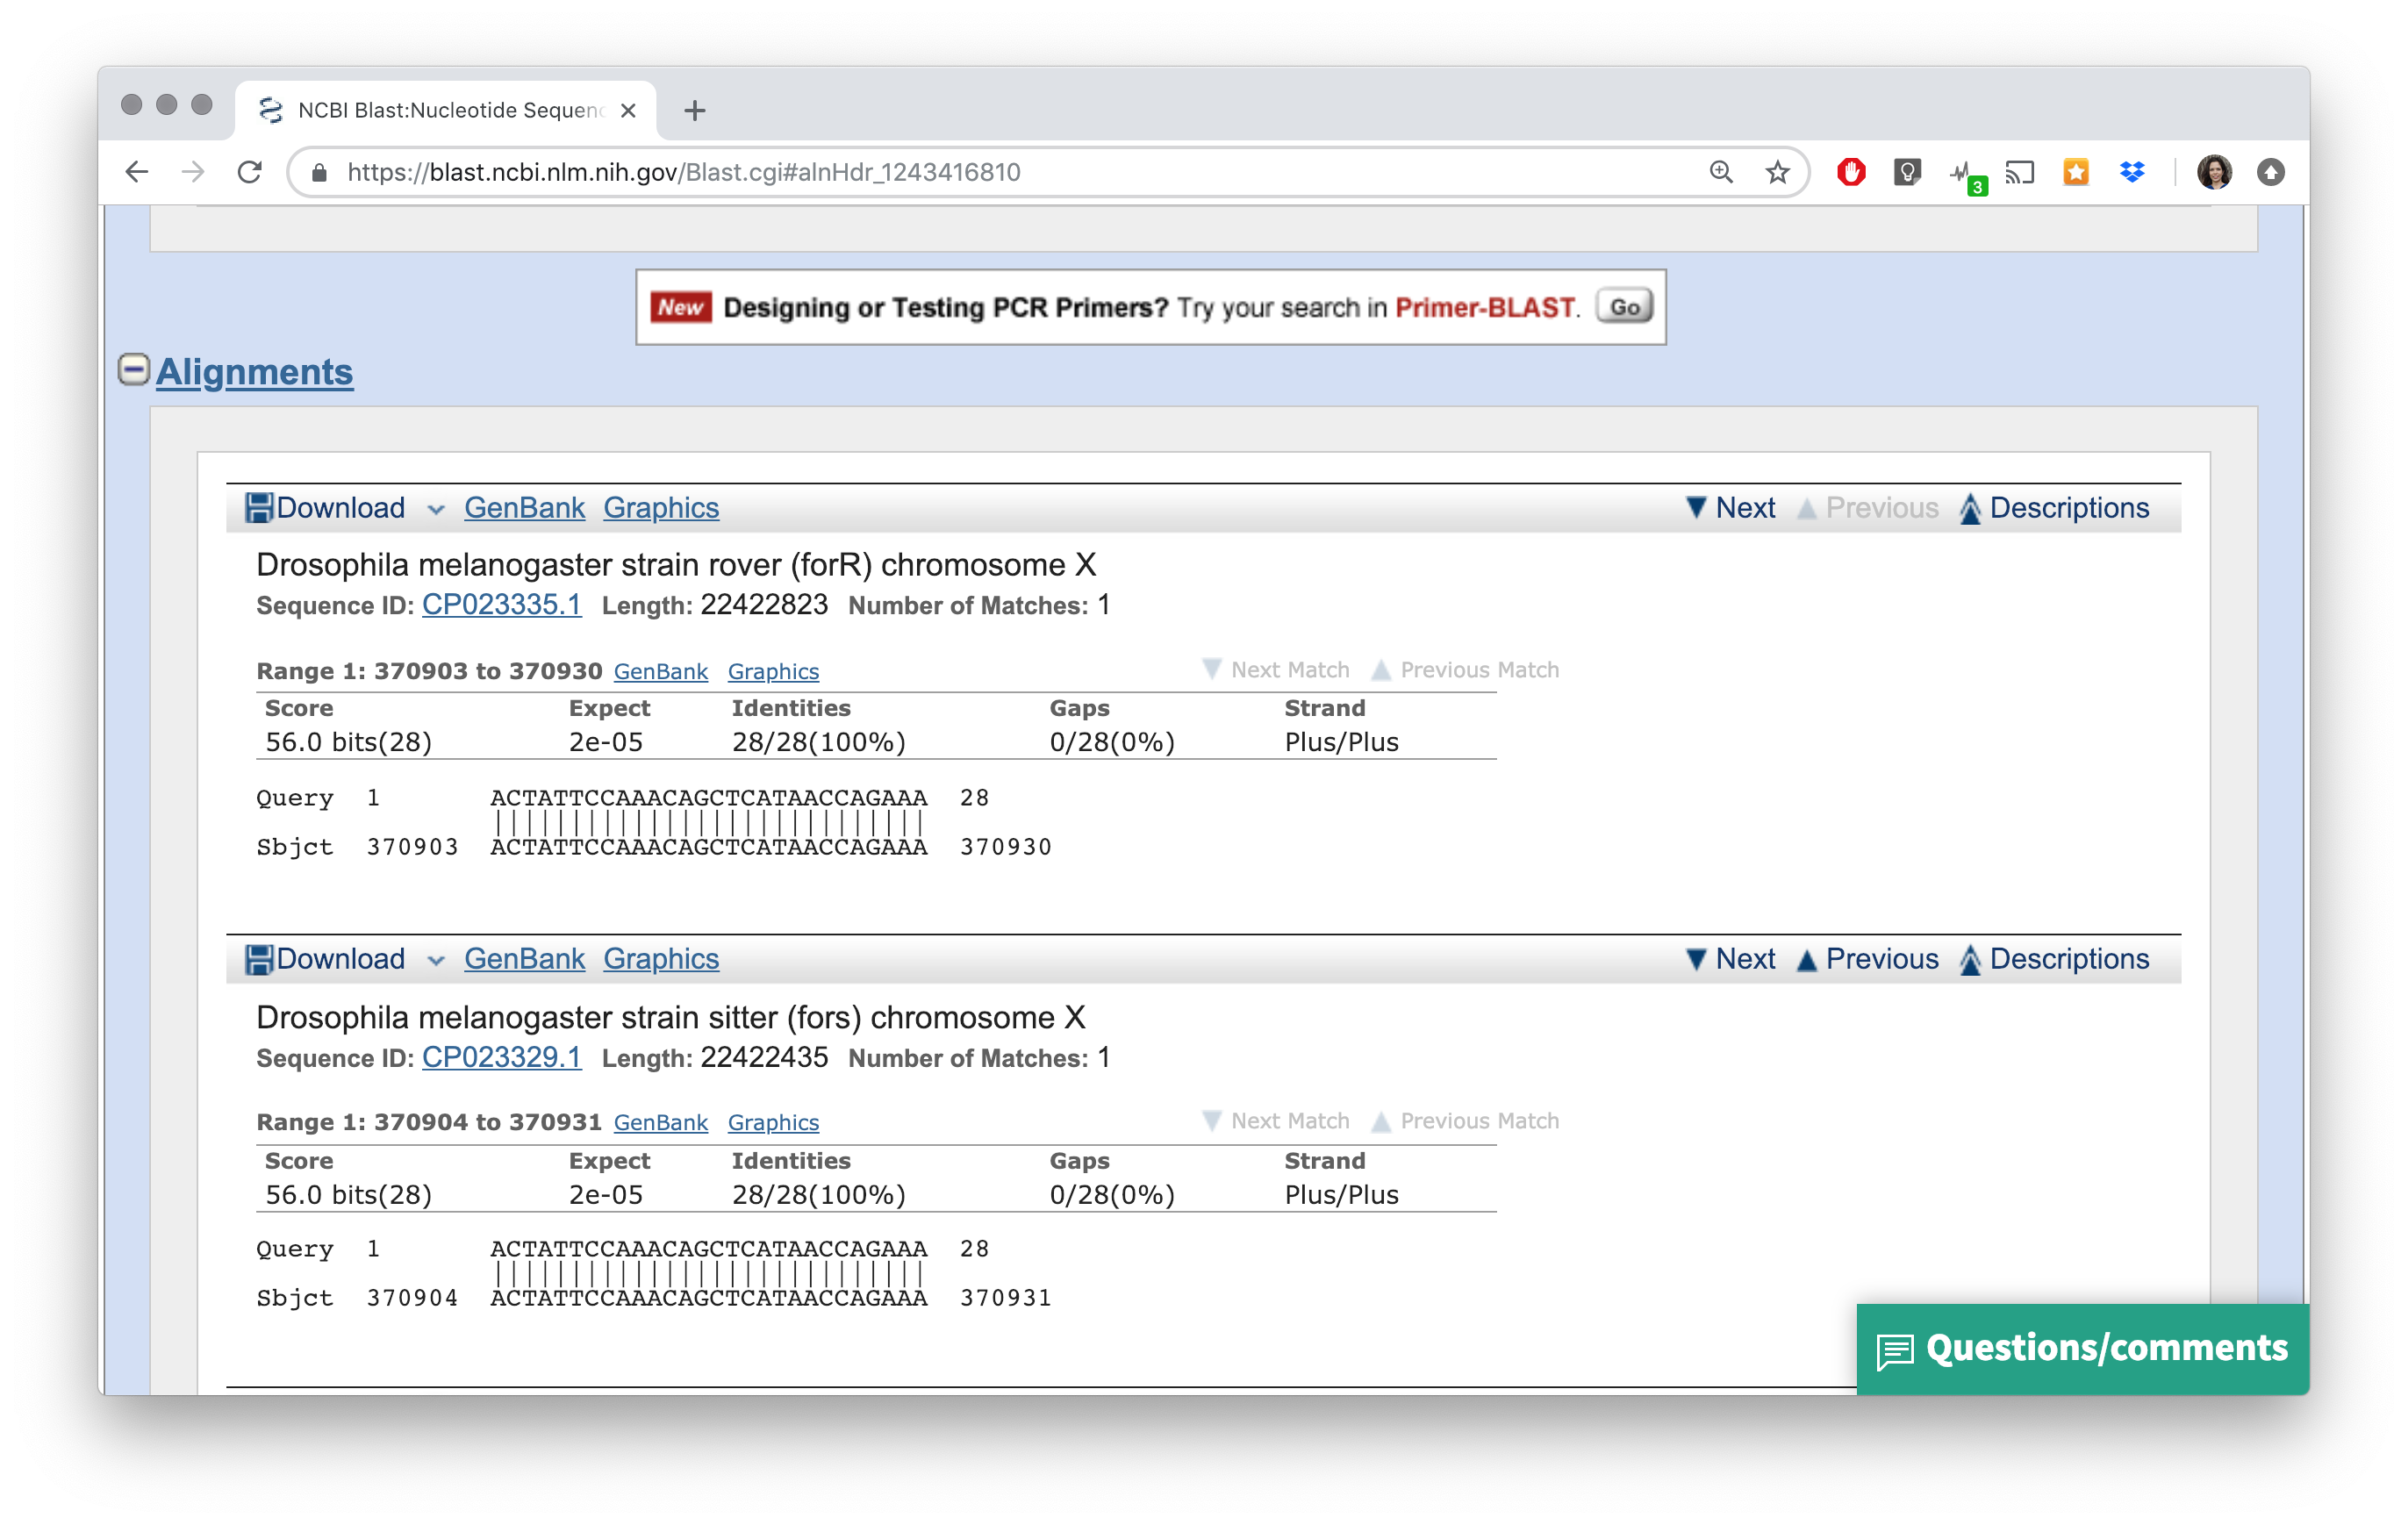 NCBI Blast:Nucleotide Sequenc
https://blast.ncbi.nlm.nih.gov/Blast.cgi#alnHdr_1243416810
3
New Designing or Testing PCR Primers? Try your search in Primer-BLAST. Go
Alignments
Download GenBank Graphics Next Previous Descriptions
Drosophila melanogaster strain rover (forR) chromosome X
Sequence ID: CP023335.1 Length: 22422823 Number of Matches: 1
Range 1: 370903 to 370930 GenBank Graphics Next Match Previous Match
Score Expect Identities Gaps Strand
56.0 bits(28) 2e-05 28/28(100%) 0/28(0%) Plus/Plus
Query 1 ACTATTCCAAACAGCTCATAACCAGAAA 28
||||||||||||||||||||||||||||
Sbjct 370903 ACTATTCCAAACAGCTCATAACCAGAAA 370930
Download GenBank Graphics Next Previous Descriptions
Drosophila melanogaster strain sitter (fors) chromosome X
Sequence ID: CP023329.1 Length: 22422435 Number of Matches: 1
Range 1: 370904 to 370931 GenBank Graphics Next Match Previous Match
Score Expect Identities Gaps Strand
56.0 bits(28) 2e-05 28/28(100%) 0/28(0%) Plus/Plus
Query 1 ACTATTCCAAACAGCTCATAACCAGAAA 28
||||||||||||||||||||||||||||
Sbjct 370904 ACTATTCCAAACAGCTCATAACCAGAAA 370931
Questions/comments